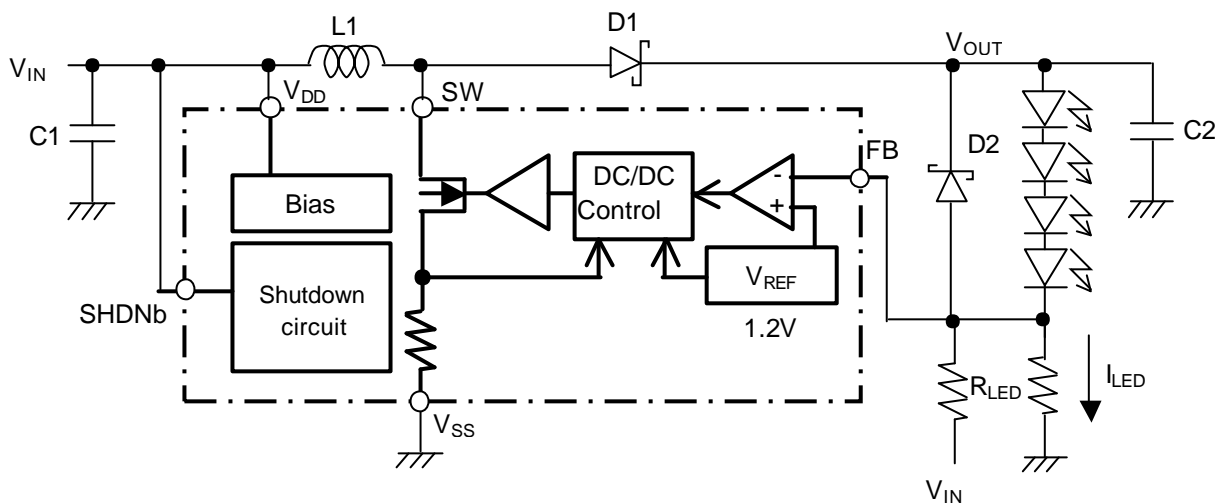 L1
D1
V_IN
V_OUT
V_DD
SW
C1
C2
FB
D2
Bias
DC/DC
Control
-
+
Shutdown
circuit
V_REF
SHDNb
1.2V
R_LED
I_LED
V_SS
V_IN